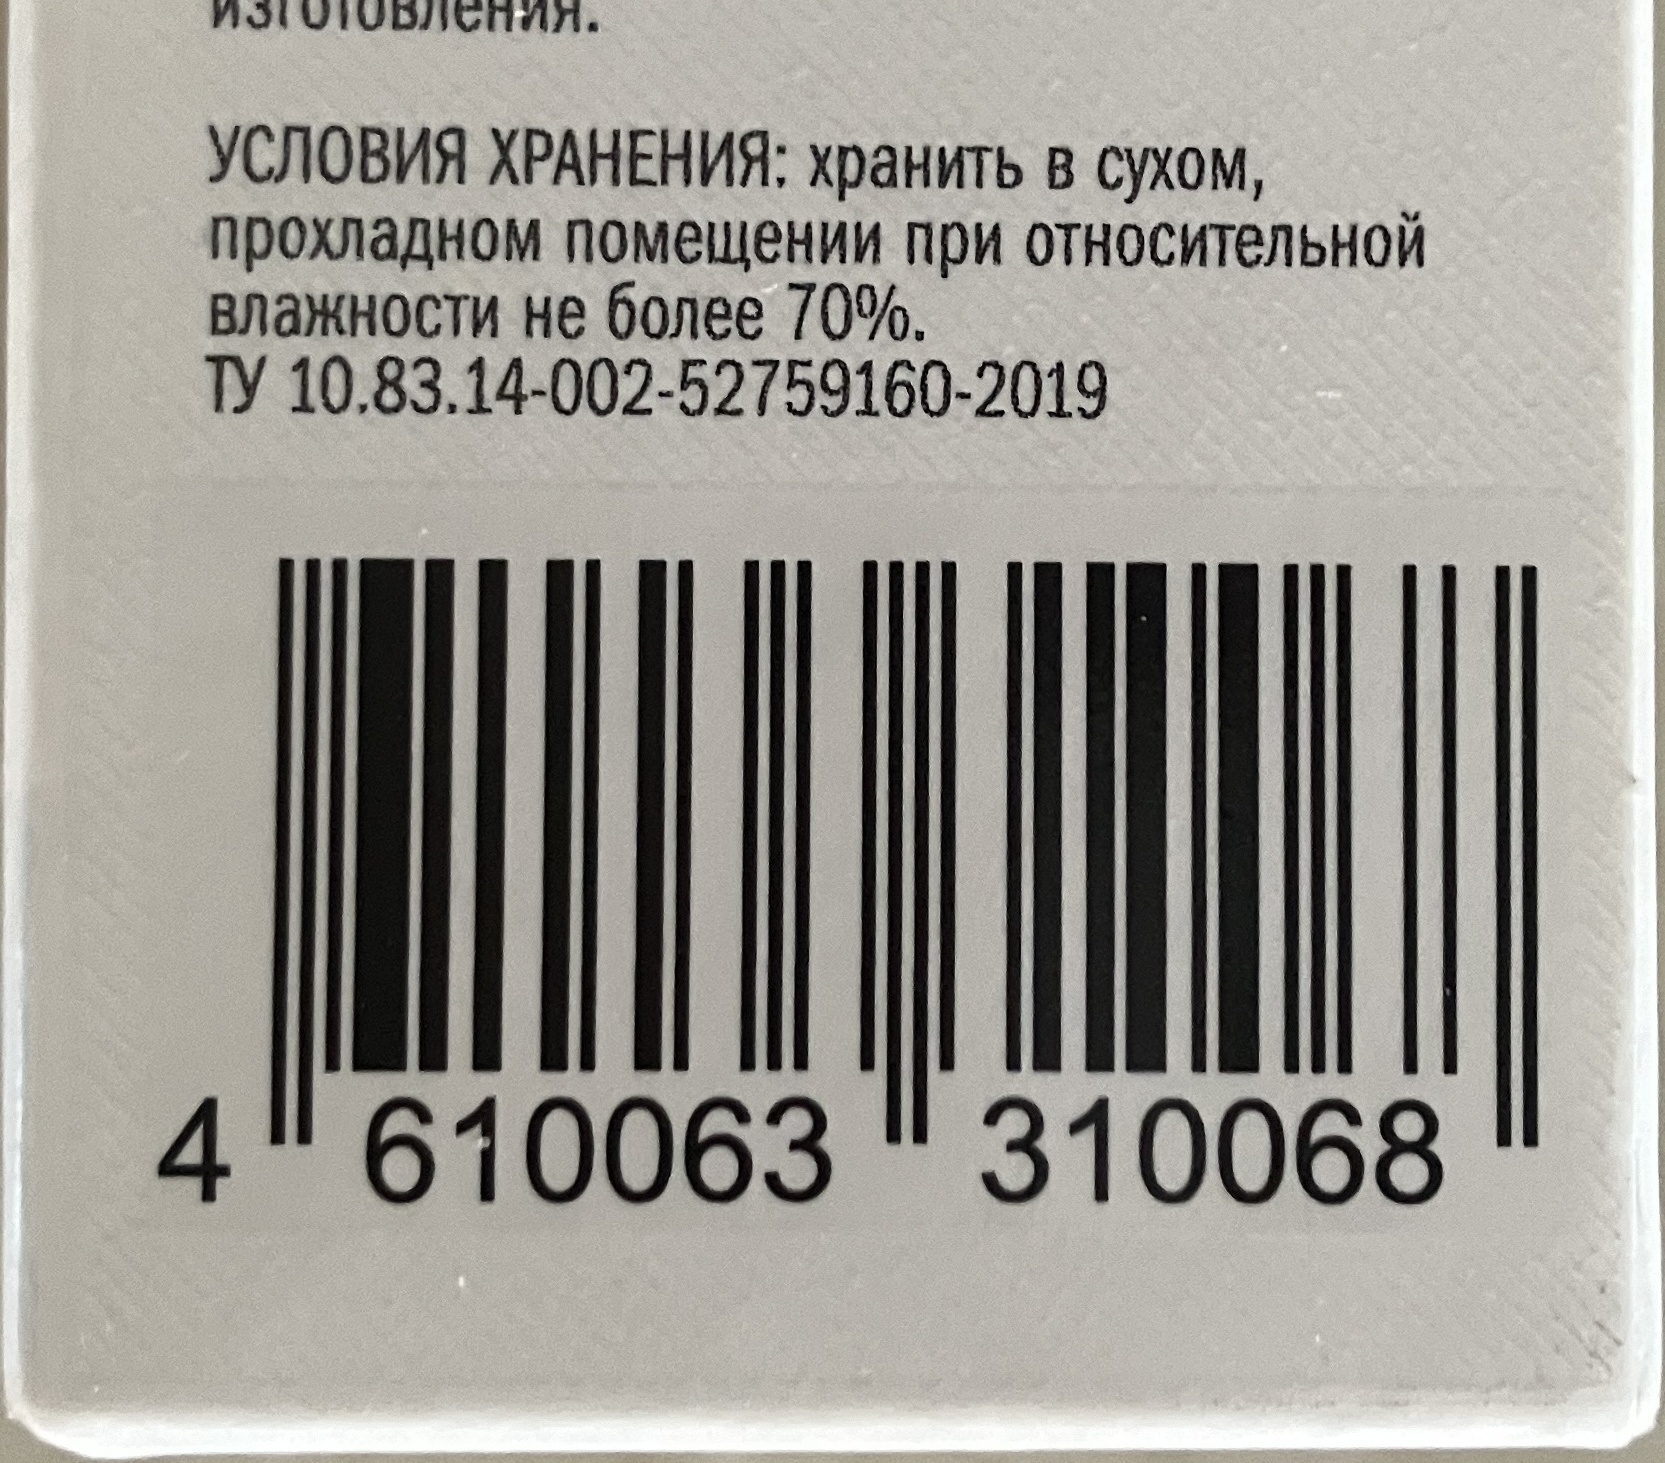 изготовления.
УСЛОВИЯ ХРАНЕНИЯ: хранить в сухом,
прохладном помещении при относительной
влажности не более 70%.
ТУ 10.83.14-002-52759160-2019
4 610063 310068